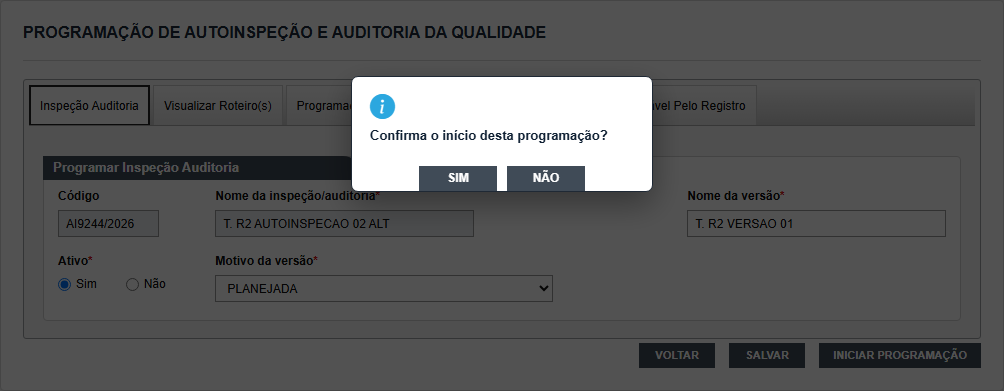 PROGRAMAÇÃO DE AUTOINSPEÇÃO E AUDITORIA DA QUALIDADE
Inspeção Auditoria
Visualizar Roteiro(s)
Pelo Registro
Confirma o início desta programação?
SIM
NÃO
Programar Inspeção Auditoria
Código
Nome da inspeção/auditoria*
Nome da versão*
AI9244/2026
T. R2 AUTOINSPECAO 02 ALT
T. R2 VERSAO 01
Ativo*
Motivo da versão*
Sim
Não
PLANEJADA
VOLTAR
SALVAR
INICIAR PROGRAMAÇÃO